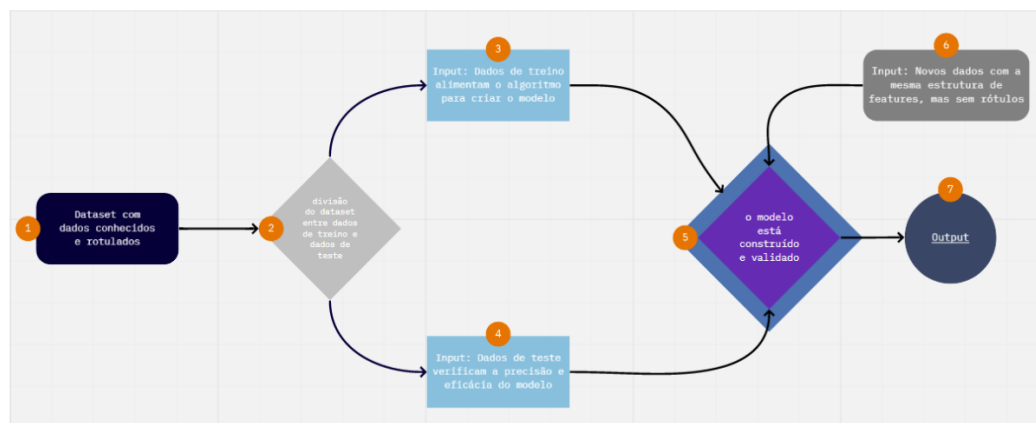 1
Dataset com
dados conhecidos
e rotulados
2
divisão
do dataset
entre dados
de treino e
dados de
teste
3
Input: Dados de treino
alimentam o algoritmo
para criar o modelo
4
Input: Dados de teste
verificam a precisão e
eficácia do modelo
5
o modelo
está
construído
e validado
6
Input: Novos dados com a
mesma estrutura de
features, mas sem rótulos
7
Output